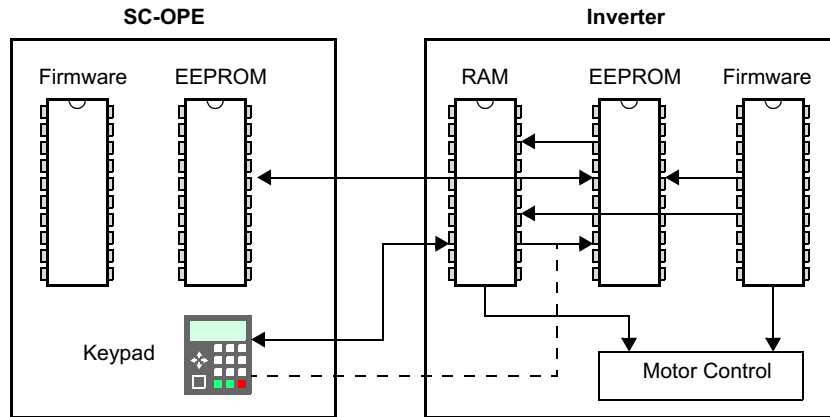 SC-OPE
Inverter
Firmware
EEPROM
RAM
EEPROM
Firmware
Keypad
Motor Control